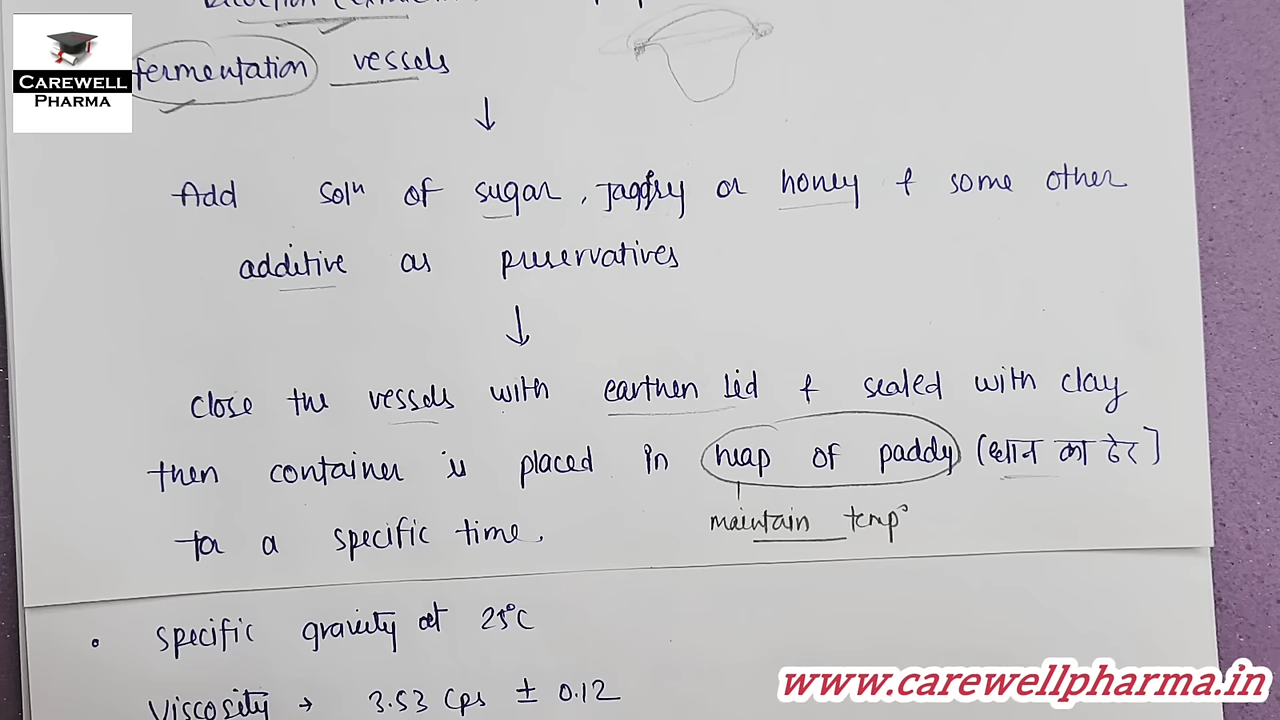 CAREWELL
PHARMA
fermentation vessels
↓
Add solⁿ of sugar, Jaggery or honey & some other
additive as preservatives
↓
Close the vessels with earthen lid & sealed with clay
then container is placed in heap of paddy (धान का ढेर]
for a specific time.
maintain temp°
• specific gravity at 25°C
Viscosity → 3.53 cps ± 0.12
www.carewellpharma.in